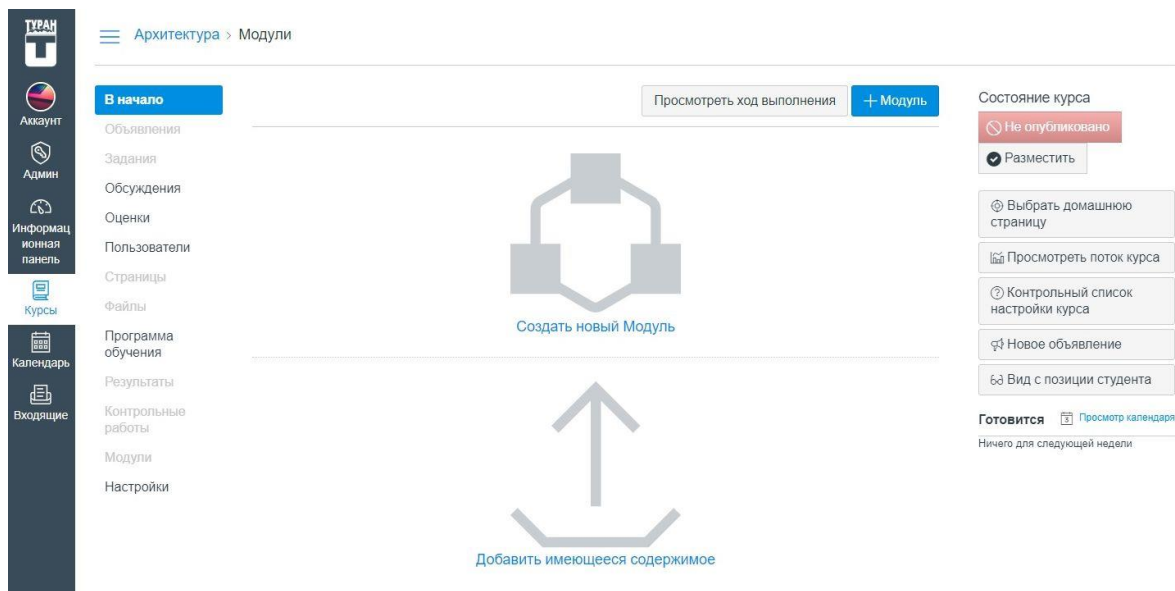 ТУРАН
Архитектура > Модули
Аккаунт
Админ
Информац
ионная
панель
Курсы
Календарь
Входящие
В начало
Объявления
Задания
Обсуждения
Оценки
Пользователи
Страницы
Файлы
Программа
обучения
Результаты
Контрольные
работы
Модули
Настройки
Просмотреть ход выполнения
+ Модуль
Создать новый Модуль
Добавить имеющееся содержимое
Состояние курса
Не опубликовано
Разместить
Выбрать домашнюю
страницу
Просмотреть поток курса
Контрольный список
настройки курса
Новое объявление
Вид с позиции студента
Готовится
Просмотр календаря
Ничего для следующей недели